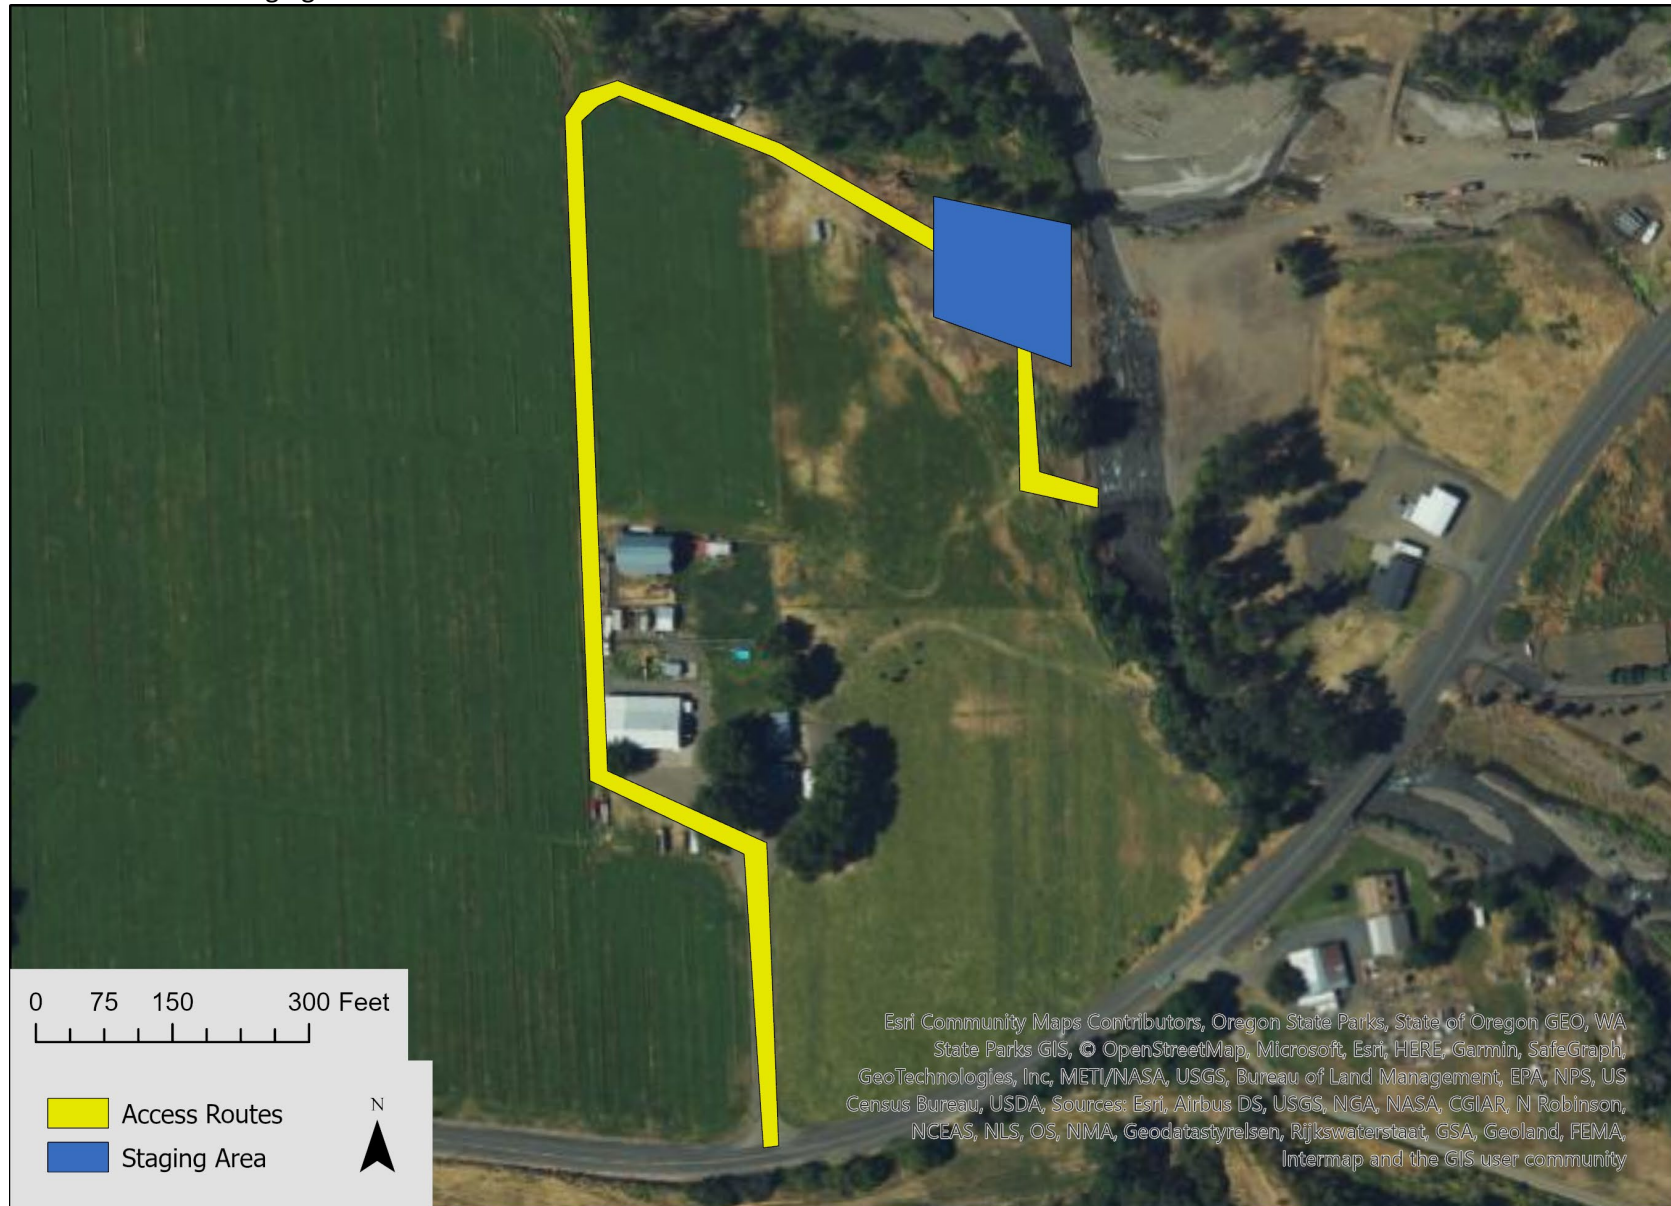 0 75 150 300 Feet
Access Routes
Staging Area
N
Esri Community Maps Contributors, Oregon State Parks, State of Oregon GEO, WA
State Parks GIS, © OpenStreetMap, Microsoft, Esri, HERE, Garmin, SafeGraph,
GeoTechnologies, Inc, METI/NASA, USGS, Bureau of Land Management, EPA, NPS, US
Census Bureau, USDA, Sources: Esri, Airbus DS, USGS, NGA, NASA, CGIAR, N Robinson,
NCEAS, NLS, OS, NMA, Geodatastyrelsen, Rijkswaterstaat, GSA, Geoland, FEMA,
Intermap and the GIS user community